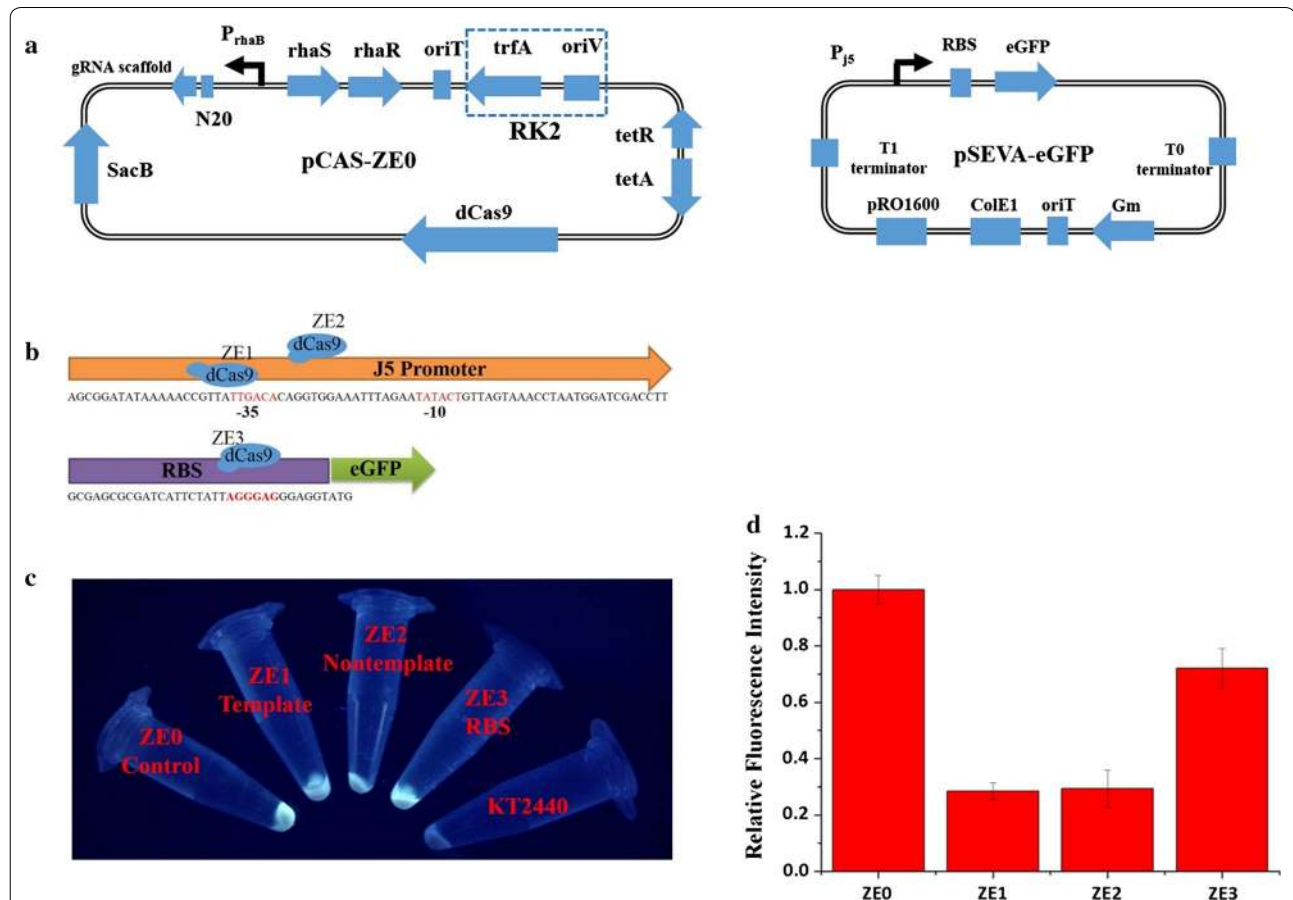 a
PrhaB
rhaS
rhaR
oriT
trfA
oriV
gRNA scaffold
N20
RK2
SacB
pCAS-ZE0
tetR
tetA
dCas9
Pj5
RBS
eGFP
T1
terminator
pSEVA-eGFP
T0
terminator
pRO1600
ColE1
oriT
Gm
b
ZE2
dCas9
ZE1
dCas9
J5 Promoter
AGCGGATATAAAAACCGTTATTGACACAGGTGGAAATTTAGAATATACTGTTAGTAAACCTAATGGATCGACCTT
-35
-10
ZE3
dCas9
RBS
eGFP
GCGAGCGCGATCATTCTATTAGGGAGGGAGGTATG
c
ZE0
Control
ZE1
Template
ZE2
Nontemplate
ZE3
RBS
KT2440
d
Relative Fluorescence Intensity
1.2
1.0
0.8
0.6
0.4
0.2
0.0
ZE0
ZE1
ZE2
ZE3